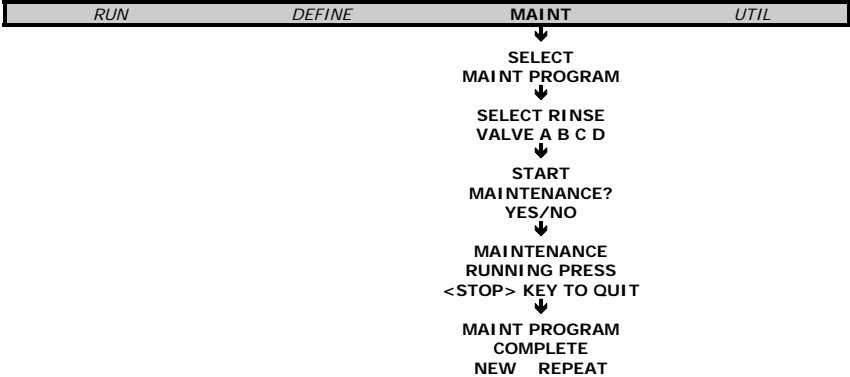 RUN DEFINE MAINT UTIL
SELECT
MAINT PROGRAM
SELECT RINSE
VALVE A B C D
START
MAINTENANCE?
YES/NO
MAINTENANCE
RUNNING PRESS
<STOP> KEY TO QUIT
MAINT PROGRAM
COMPLETE
NEW REPEAT